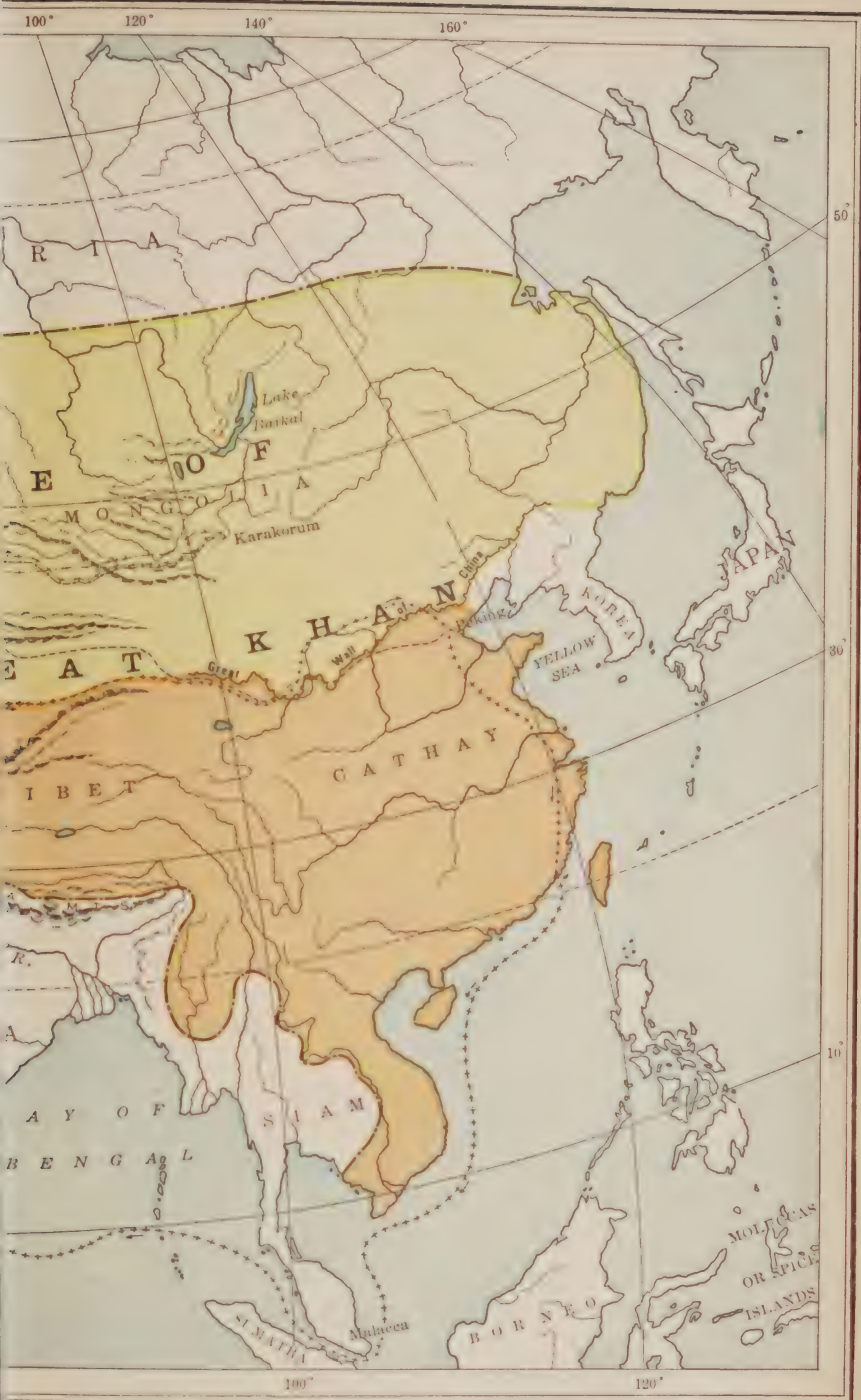 100° 120° 140° 160°
50°
R I A
Lake
Baikal
E O F
M O N G O L I A
Karakorum
China
K H A N
of
Peking
KOREA
JAPAN
Wall
YELLOW
SEA
30°
E A T
Great
C A T H A Y
I B E T
R.
A
10°
A Y O F
S I A M
B E N G A L
MOLUCCAS
OR SPICE
ISLANDS
SUMATRA
Malacca
B O R N E O
100° 120°